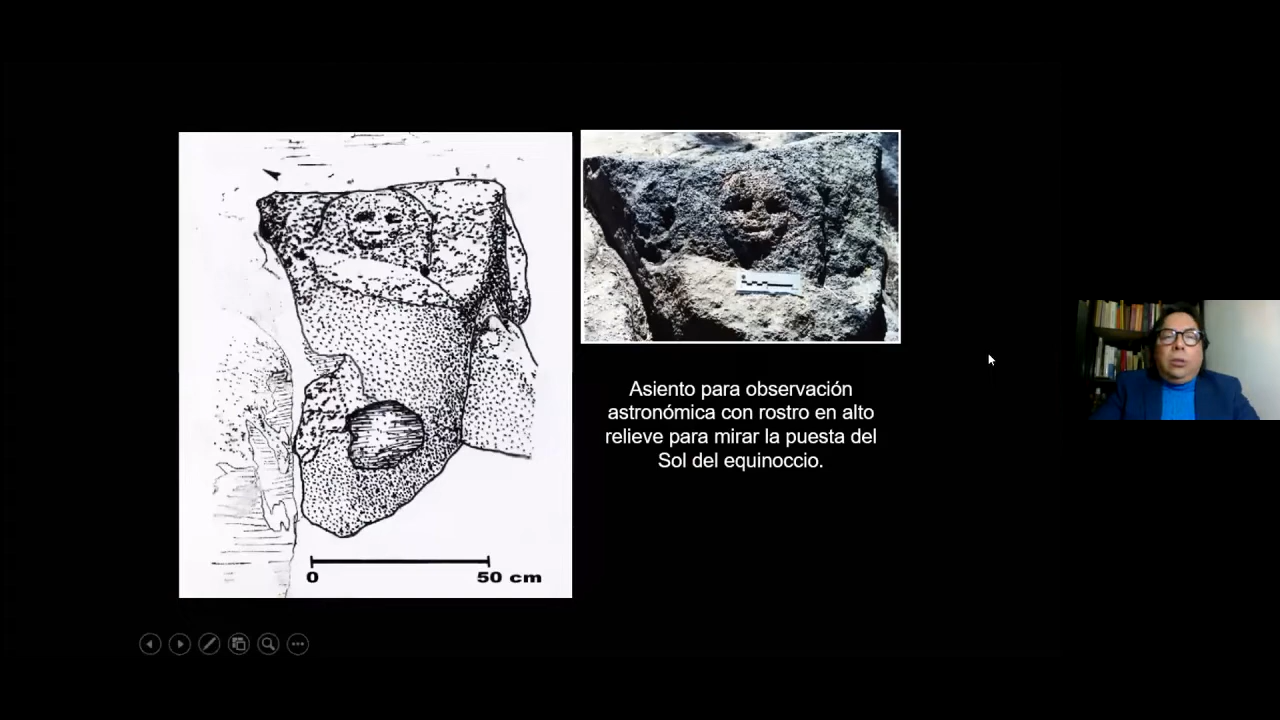 0 50 cm
Asiento para observación
astronómica con rostro en alto
relieve para mirar la puesta del
Sol del equinoccio.